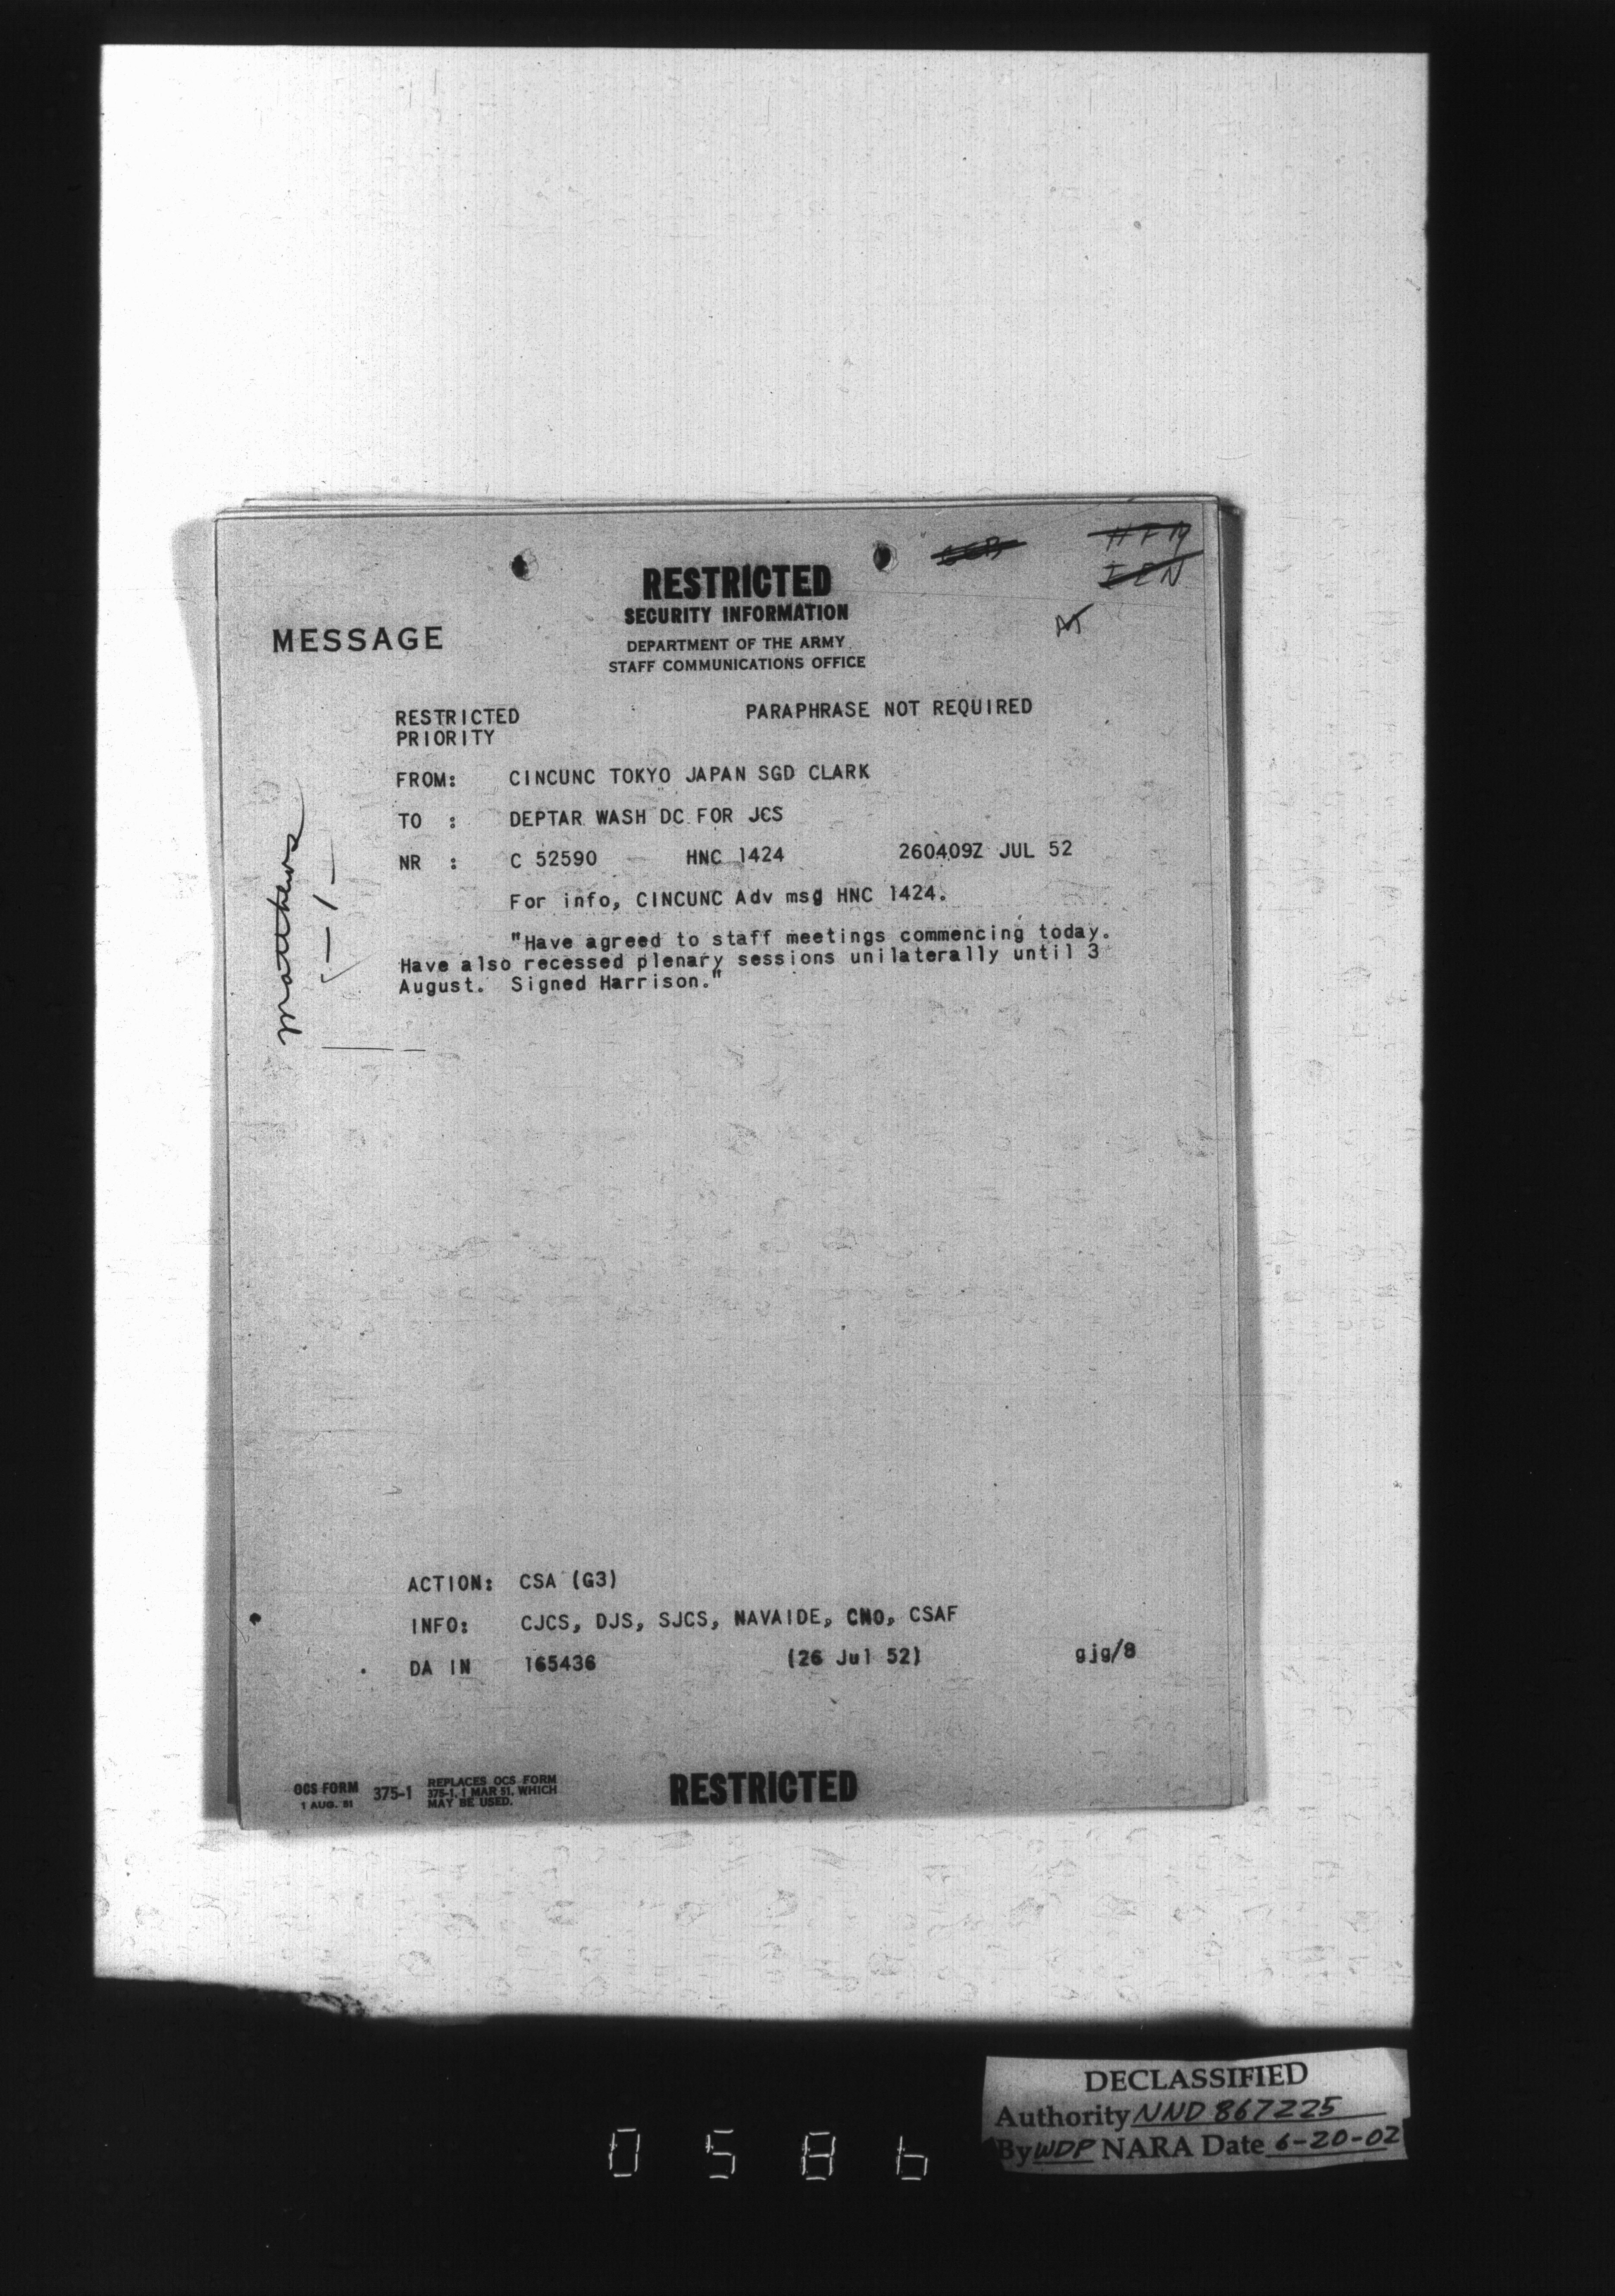 RESTRICTED
SECURITY INFORMATION
MESSAGE
DEPARTMENT OF THE ARMY
STAFF COMMUNICATIONS OFFICE
HFM
RESTRICTED PARAPHRASE NOT REQUIRED
PRIORITY
FROM: CINCUNC TOKYO JAPAN SGD CLARK
TO : DEPTAR WASH DC FOR JCS
NR : C 52590 HNC 1424 260409Z JUL 52
For info, CINCUNC Adv msg HNC 1424.
"Have agreed to staff meetings commencing today.
Have also recessed plenary sessions unilaterally until 3
August. Signed Harrison."
Matthews
ACTION: CSA (G3)
INFO: CJCS, DJS, SJCS, NAVAIDE, CNO, CSAF
DA IN 165436 (26 Jul 52) gjg/8
OCS FORM 375-1 REPLACES OCS FORM
1 AUG. 51 375-1, 1 MAR 51, WHICH
MAY BE USED.
RESTRICTED
DECLASSIFIED
Authority NND 867225
By WDP NARA Date 6-20-02
0586